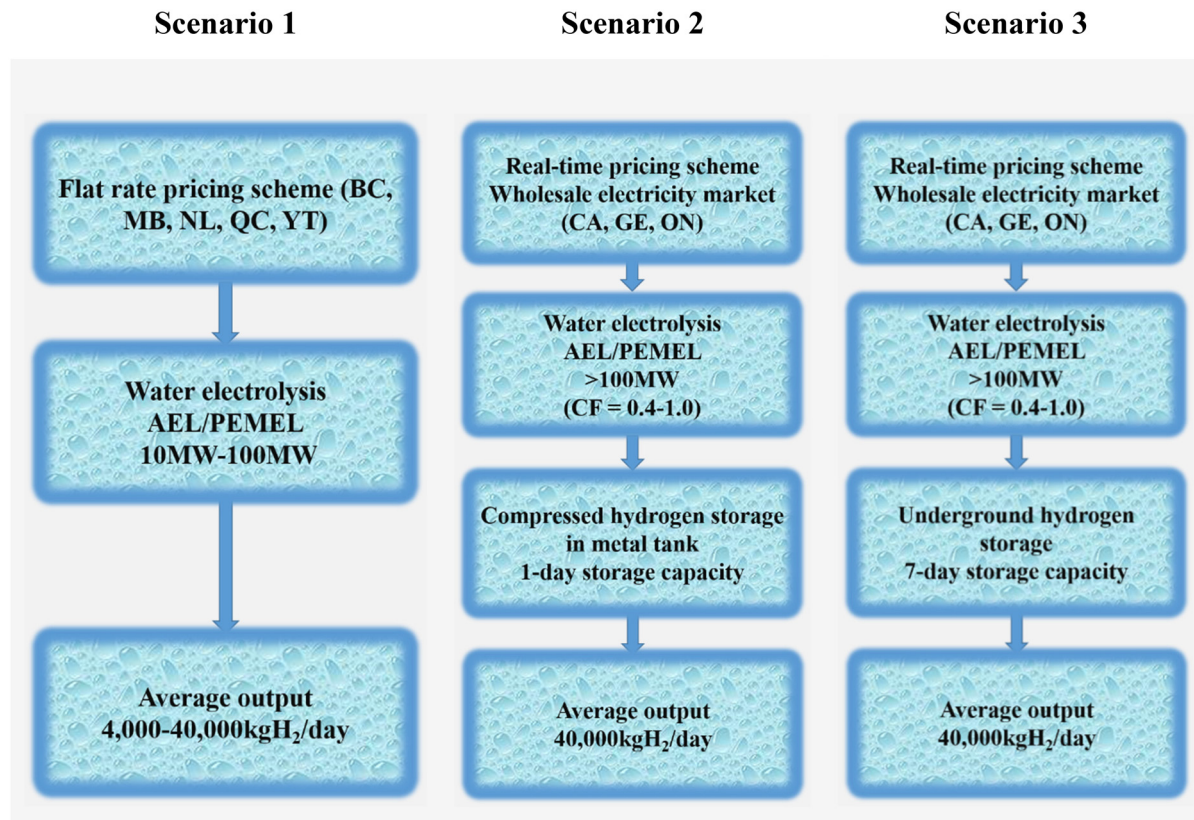 Scenario 1
Flat rate pricing scheme (BC,
MB, NL, QC, YT)
Water electrolysis
AEL/PEMEL
10MW-100MW
Average output
4,000-40,000kgH₂/day
Scenario 2
Real-time pricing scheme
Wholesale electricity market
(CA, GE, ON)
Water electrolysis
AEL/PEMEL
>100MW
(CF = 0.4-1.0)
Compressed hydrogen storage
in metal tank
1-day storage capacity
Average output
40,000kgH₂/day
Scenario 3
Real-time pricing scheme
Wholesale electricity market
(CA, GE, ON)
Water electrolysis
AEL/PEMEL
>100MW
(CF = 0.4-1.0)
Underground hydrogen
storage
7-day storage capacity
Average output
40,000kgH₂/day